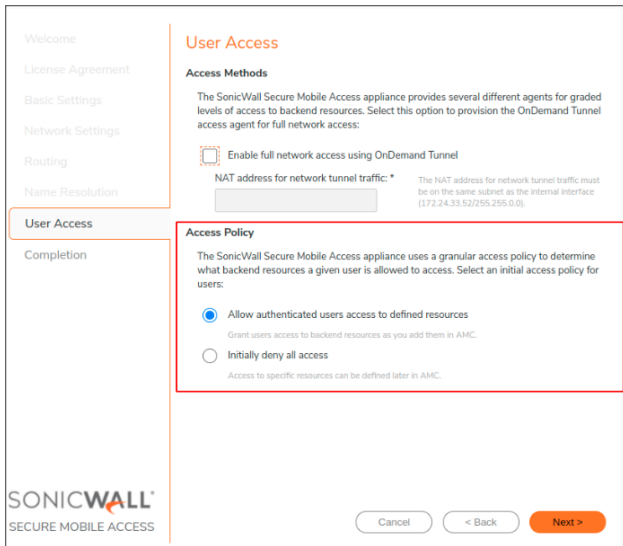 Welcome
License Agreement
Basic Settings
Network Settings
Routing
Name Resolution
User Access
Completion
SONICWALL
SECURE MOBILE ACCESS
User Access
Access Methods
The SonicWall Secure Mobile Access appliance provides several different agents for graded
levels of access to backend resources. Select this option to provision the OnDemand Tunnel
access agent for full network access:
Enable full network access using OnDemand Tunnel
NAT address for network tunnel traffic: *
The NAT address for network tunnel traffic must
be on the same subnet as the internal interface
(172.24.33.52/255.255.0.0).
Access Policy
The SonicWall Secure Mobile Access appliance uses a granular access policy to determine
what backend resources a given user is allowed to access. Select an initial access policy for
users:
Allow authenticated users access to defined resources
Grant users access to backend resources as you add them in AMC.
Initially deny all access
Access to specific resources can be defined later in AMC.
Cancel
< Back
Next >